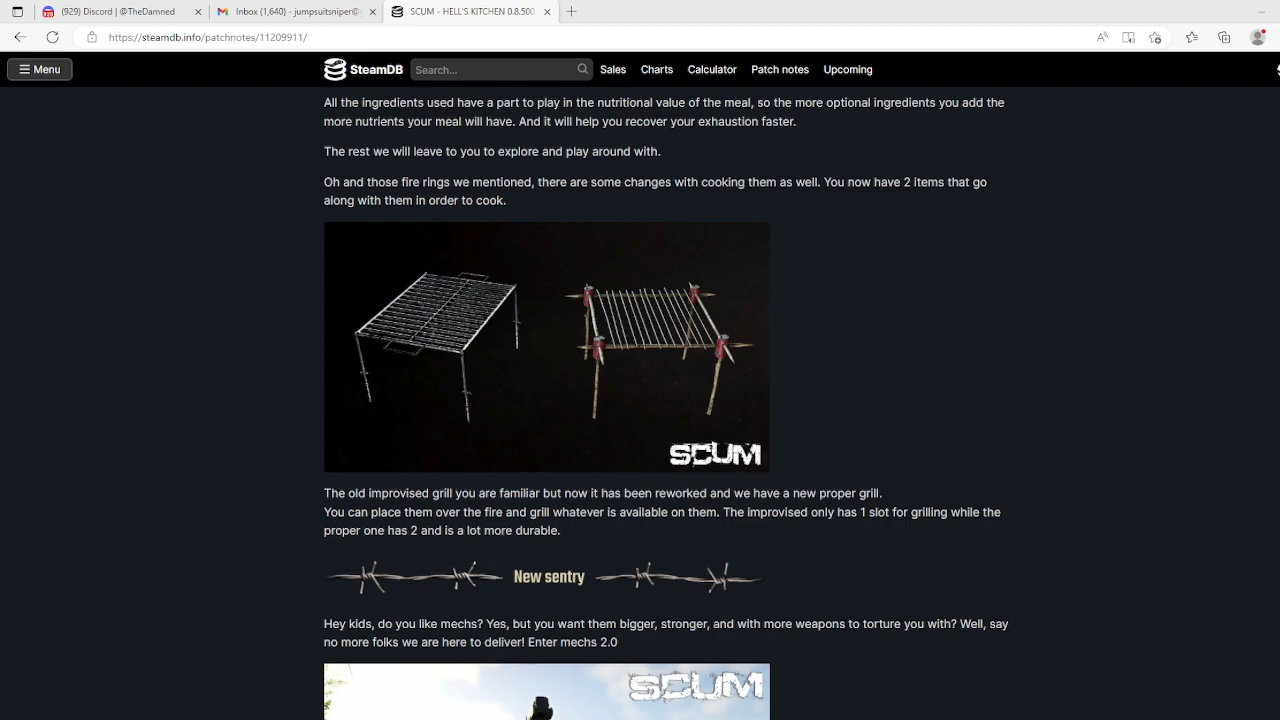 (929) Discord | @TheDamned
Inbox (1,640) - jumpsuitsniper@
SCUM - HELL'S KITCHEN 0.8.500
https://steamdb.info/patchnotes/11209911/
Menu
SteamDB
Search...
Sales
Charts
Calculator
Patch notes
Upcoming
All the ingredients used have a part to play in the nutritional value of the meal, so the more optional ingredients you add the
more nutrients your meal will have. And it will help you recover your exhaustion faster.
The rest we will leave to you to explore and play around with.
Oh and those fire rings we mentioned, there are some changes with cooking them as well. You now have 2 items that go
along with them in order to cook.
SCUM
The old improvised grill you are familiar but now it has been reworked and we have a new proper grill.
You can place them over the fire and grill whatever is available on them. The improvised only has 1 slot for grilling while the
proper one has 2 and is a lot more durable.
New sentry
Hey kids, do you like mechs? Yes, but you want them bigger, stronger, and with more weapons to torture you with? Well, say
no more folks we are here to deliver! Enter mechs 2.0
SCUM